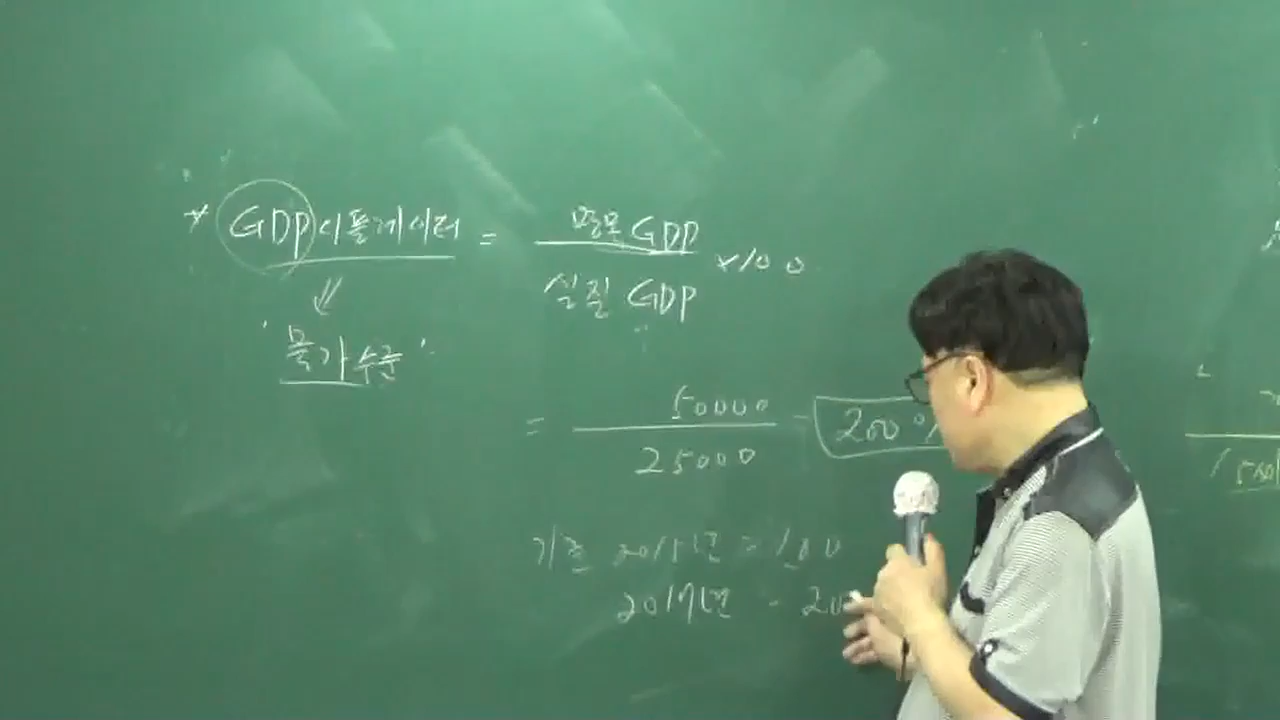 * GDP디플레이터 = 명목 GDP / 실질 GDP ×100
물가수준
= 50000 / 25000 = 200%
기준 2015년 = 100
2017년 = 200